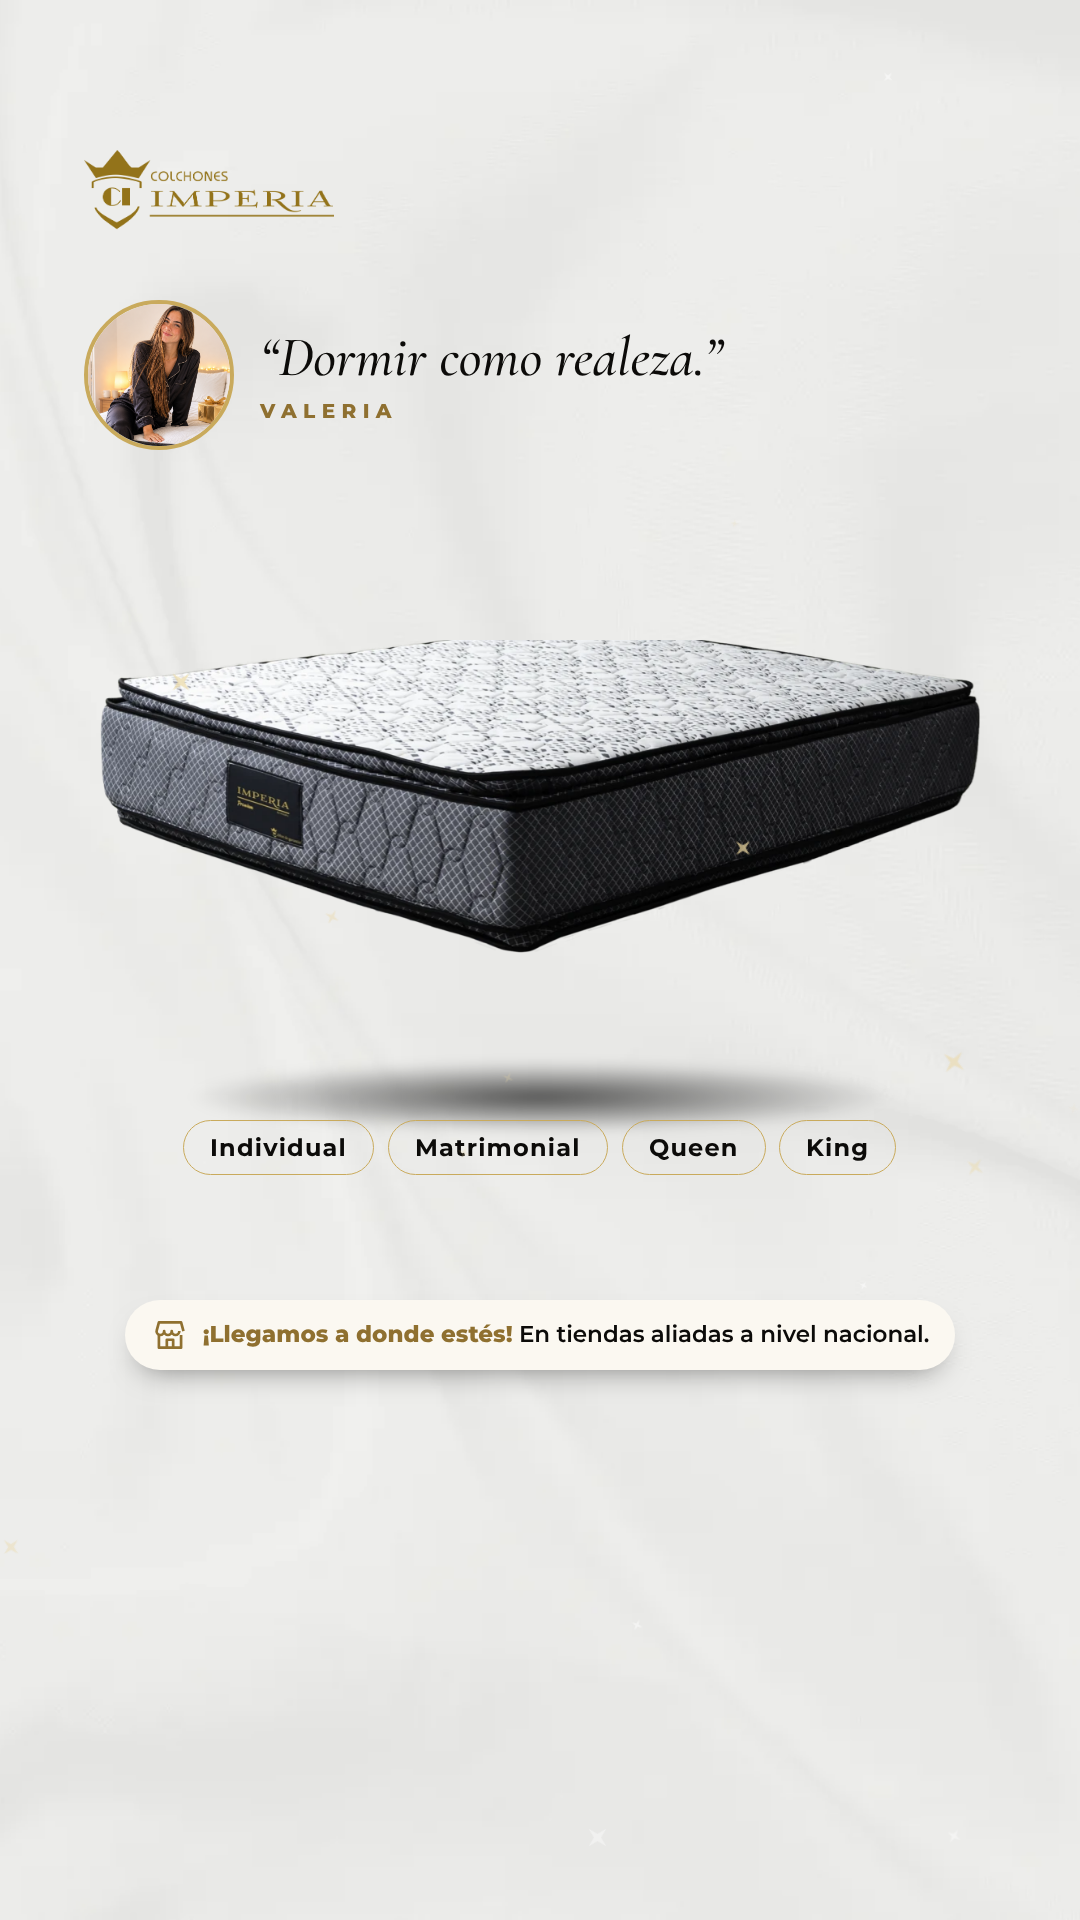 COLCHONES
IMPERIA
“Dormir como realeza.”
VALERIA
IMPERIA
Individual
Matrimonial
Queen
King
¡Llegamos a donde estés! En tiendas aliadas a nivel nacional.